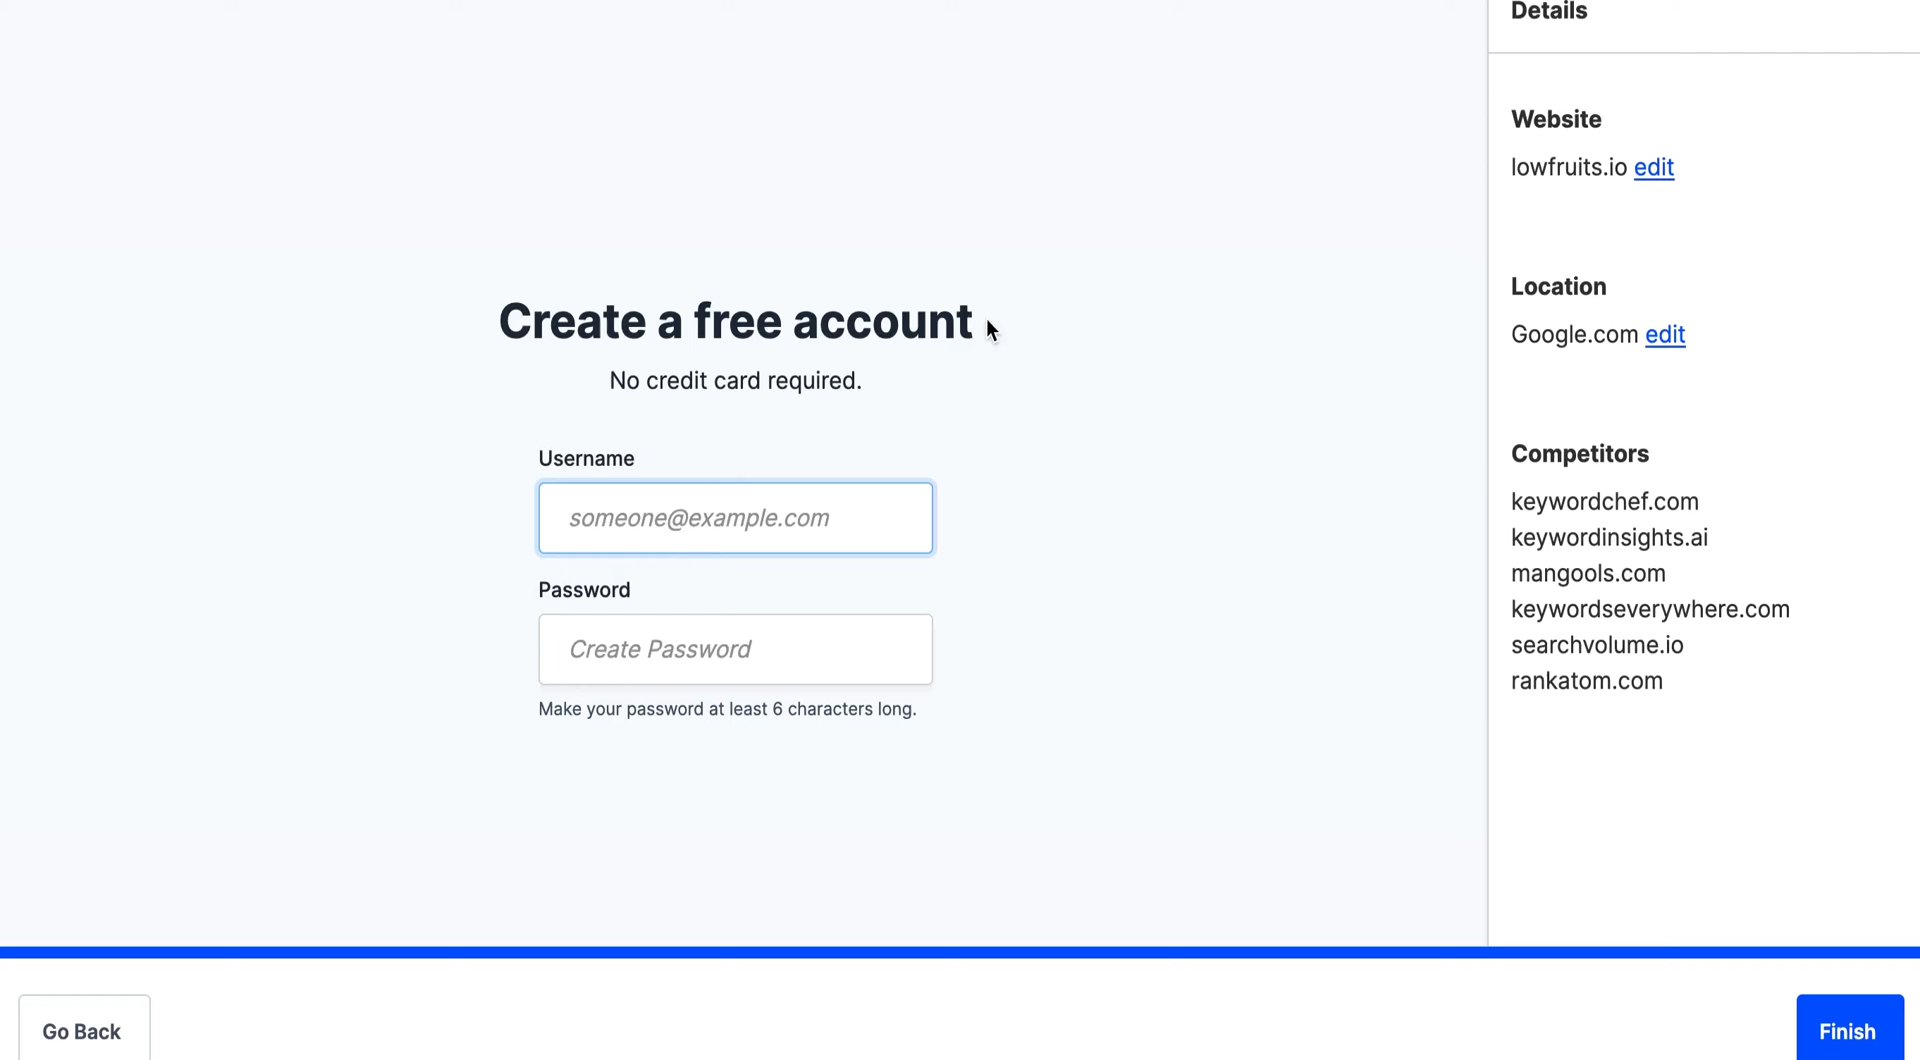 Details
Website
lowfruits.io edit
Location
Google.com edit
Competitors
keywordchef.com
keywordinsights.ai
mangools.com
keywordseverywhere.com
searchvolume.io
rankatom.com
Create a free account
No credit card required.
Username
someone@example.com
Password
Create Password
Make your password at least 6 characters long.
Go Back
Finish